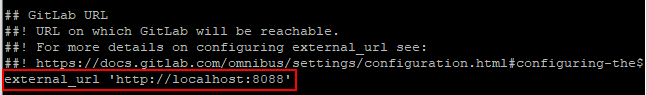 ## GitLab URL
##! URL on which GitLab will be reachable.
##! For more details on configuring external_url see:
##! https://docs.gitlab.com/omnibus/settings/configuration.html#configuring-the$
external_url 'http://localhost:8088'